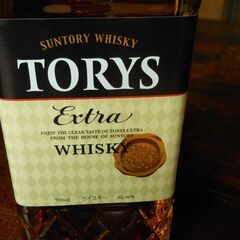 SUNTORY WHISKY
TORYS
Extra
ENJOY THE CLEAR TASTE OF TORYS EXTRA
FROM THE HOUSE OF SUNTORY
WHISKY
700ml ウイスキー Alc.40%